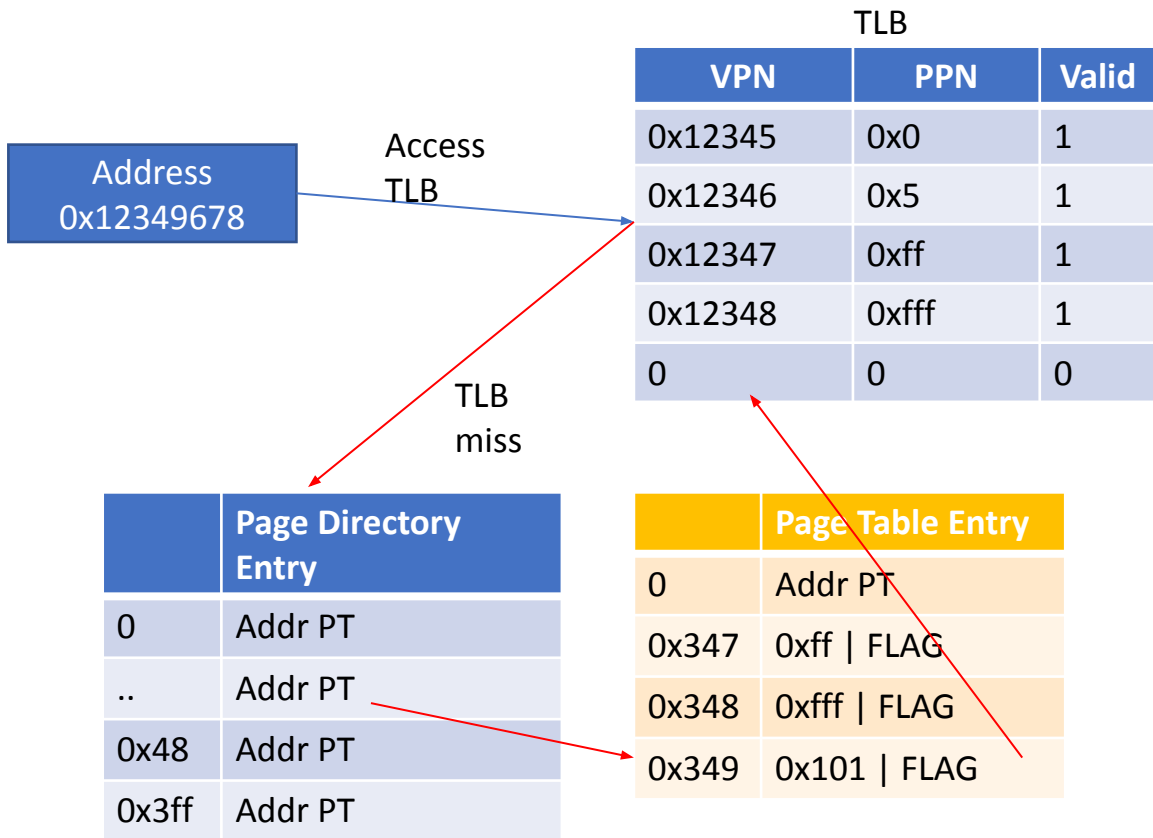 TLB
VPN PPN Valid
0x12345 0x0 1
0x12346 0x5 1
0x12347 0xff 1
0x12348 0xfff 1
0 0 0
Address
0x12349678
Access
TLB
TLB
miss
Page Directory
Entry
0 Addr PT
.. Addr PT
0x48 Addr PT
0x3ff Addr PT
Page Table Entry
0 Addr PT
0x347 0xff | FLAG
0x348 0xfff | FLAG
0x349 0x101 | FLAG